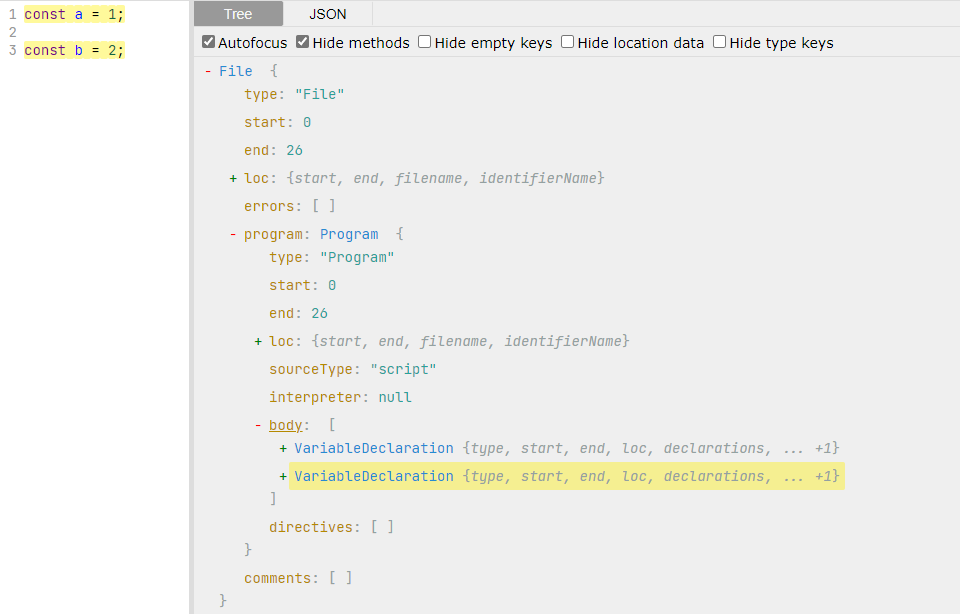 1 const a = 1;
2
3 const b = 2;
Tree JSON
Autofocus Hide methods Hide empty keys Hide location data Hide type keys
- File {
type: "File"
start: 0
end: 26
+ loc: {start, end, filename, identifierName}
errors: [ ]
- program: Program {
type: "Program"
start: 0
end: 26
+ loc: {start, end, filename, identifierName}
sourceType: "script"
interpreter: null
- body: [
+ VariableDeclaration {type, start, end, loc, declarations, ... +1}
+ VariableDeclaration {type, start, end, loc, declarations, ... +1}
]
directives: [ ]
}
comments: [ ]
}